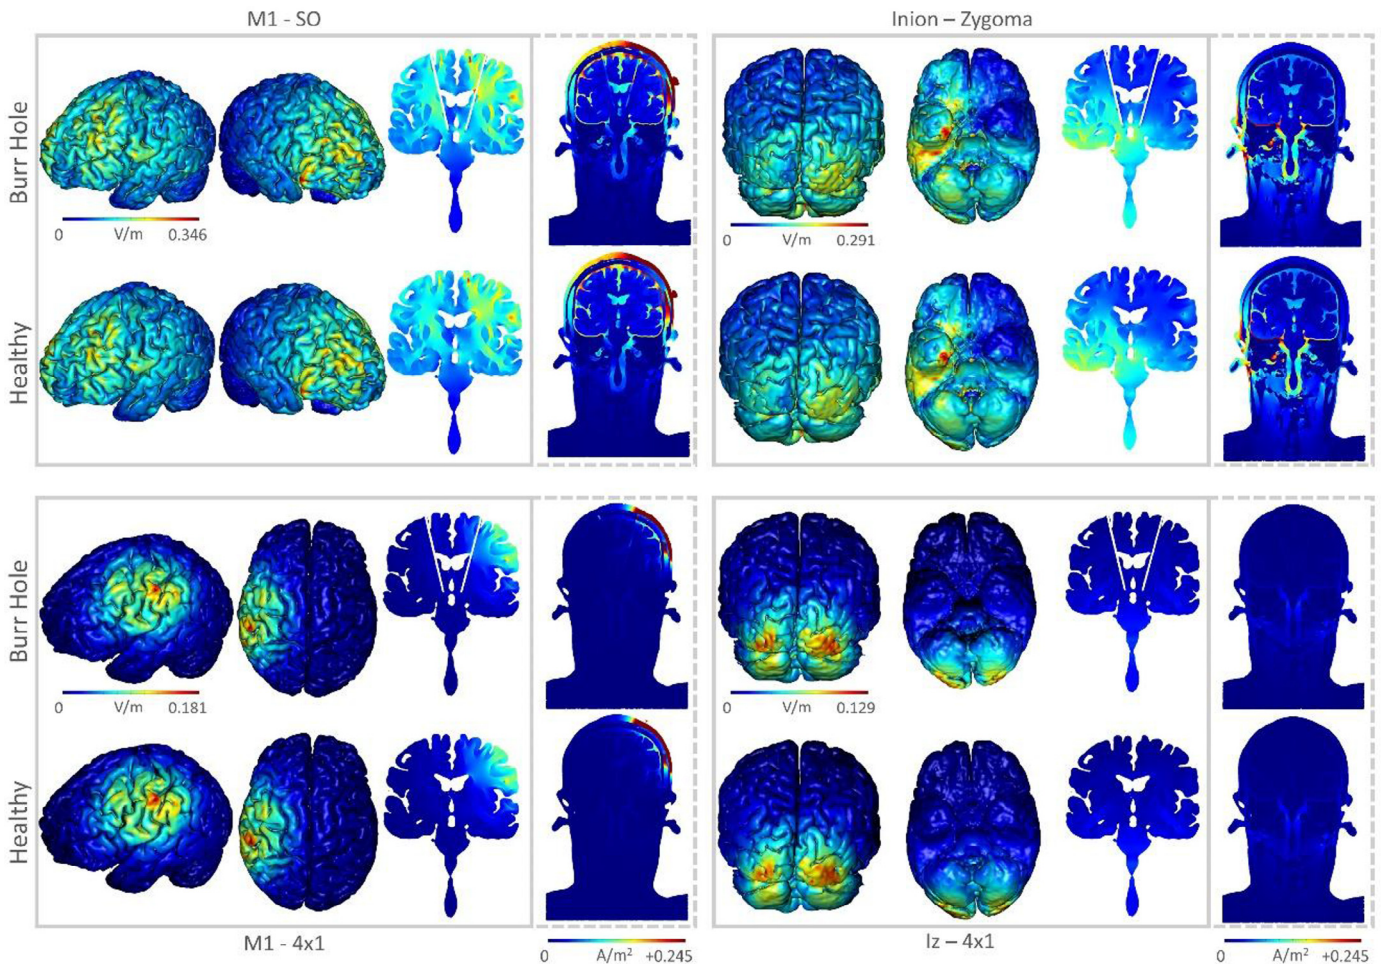 M1 - SO
Inion – Zygoma
Burr Hole
0 V/m 0.346
0 V/m 0.291
Healthy
Burr Hole
0 V/m 0.181
0 V/m 0.129
Healthy
M1 - 4x1
Iz – 4x1
0 A/m² +0.245
0 A/m² +0.245